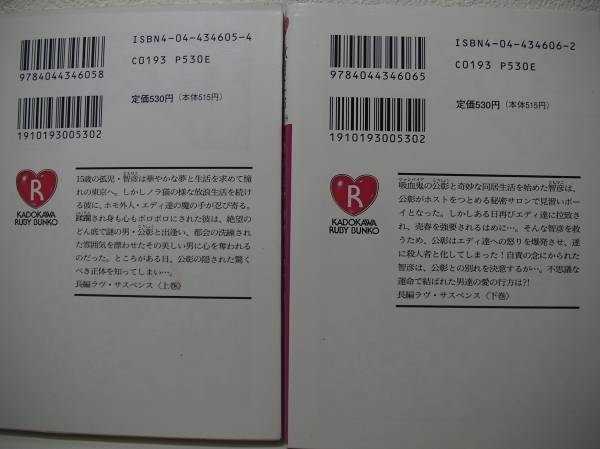 ISBN4-04-434605-4
C0193 P530E
9784044346058
定価530円(本体515円)
1910193005302
R
KADOKAWA
RUBY BUNKO
15歳の孤児・智彦は華やかな夢と生活を求めて憧
れの東京へ。しかしノラ猫の様な放浪生活を続け
る彼に、ホモ外人・エディ達の魔の手が忍び寄る。
蹂躙され身も心もボロボロにされた彼は、絶望の
どん底で謎の男・公彰と出逢い、都会の洗練され
た雰囲気を漂わせたその美しい男に心を奪われる
のだった。ところがある日、公彰の隠された驚く
べき正体を知ってしまい…。
長編ラヴ・サスペンス〈上巻〉
ISBN4-04-434606-2
C0193 P530E
9784044346065
定価530円(本体515円)
1910193005302
R
KADOKAWA
RUBY BUNKO
吸血鬼の公彰と奇妙な同居生活を始めた智彦は、
公彰がホストをつとめる秘密サロンで見習いボー
イとなった。しかしある日再びエディ達に拉致さ
れ、売春を強要されるはめに…。そんな智彦を救
うため、公彰はエディ達への怒りを爆発させ、遂
に殺人者と化してしまった!自責の念にかられた
智彦は、公彰との別れを決意するが…。不思議な
運命で結ばれた男達の愛の行方は?!
長編ラヴ・サスペンス〈下巻〉